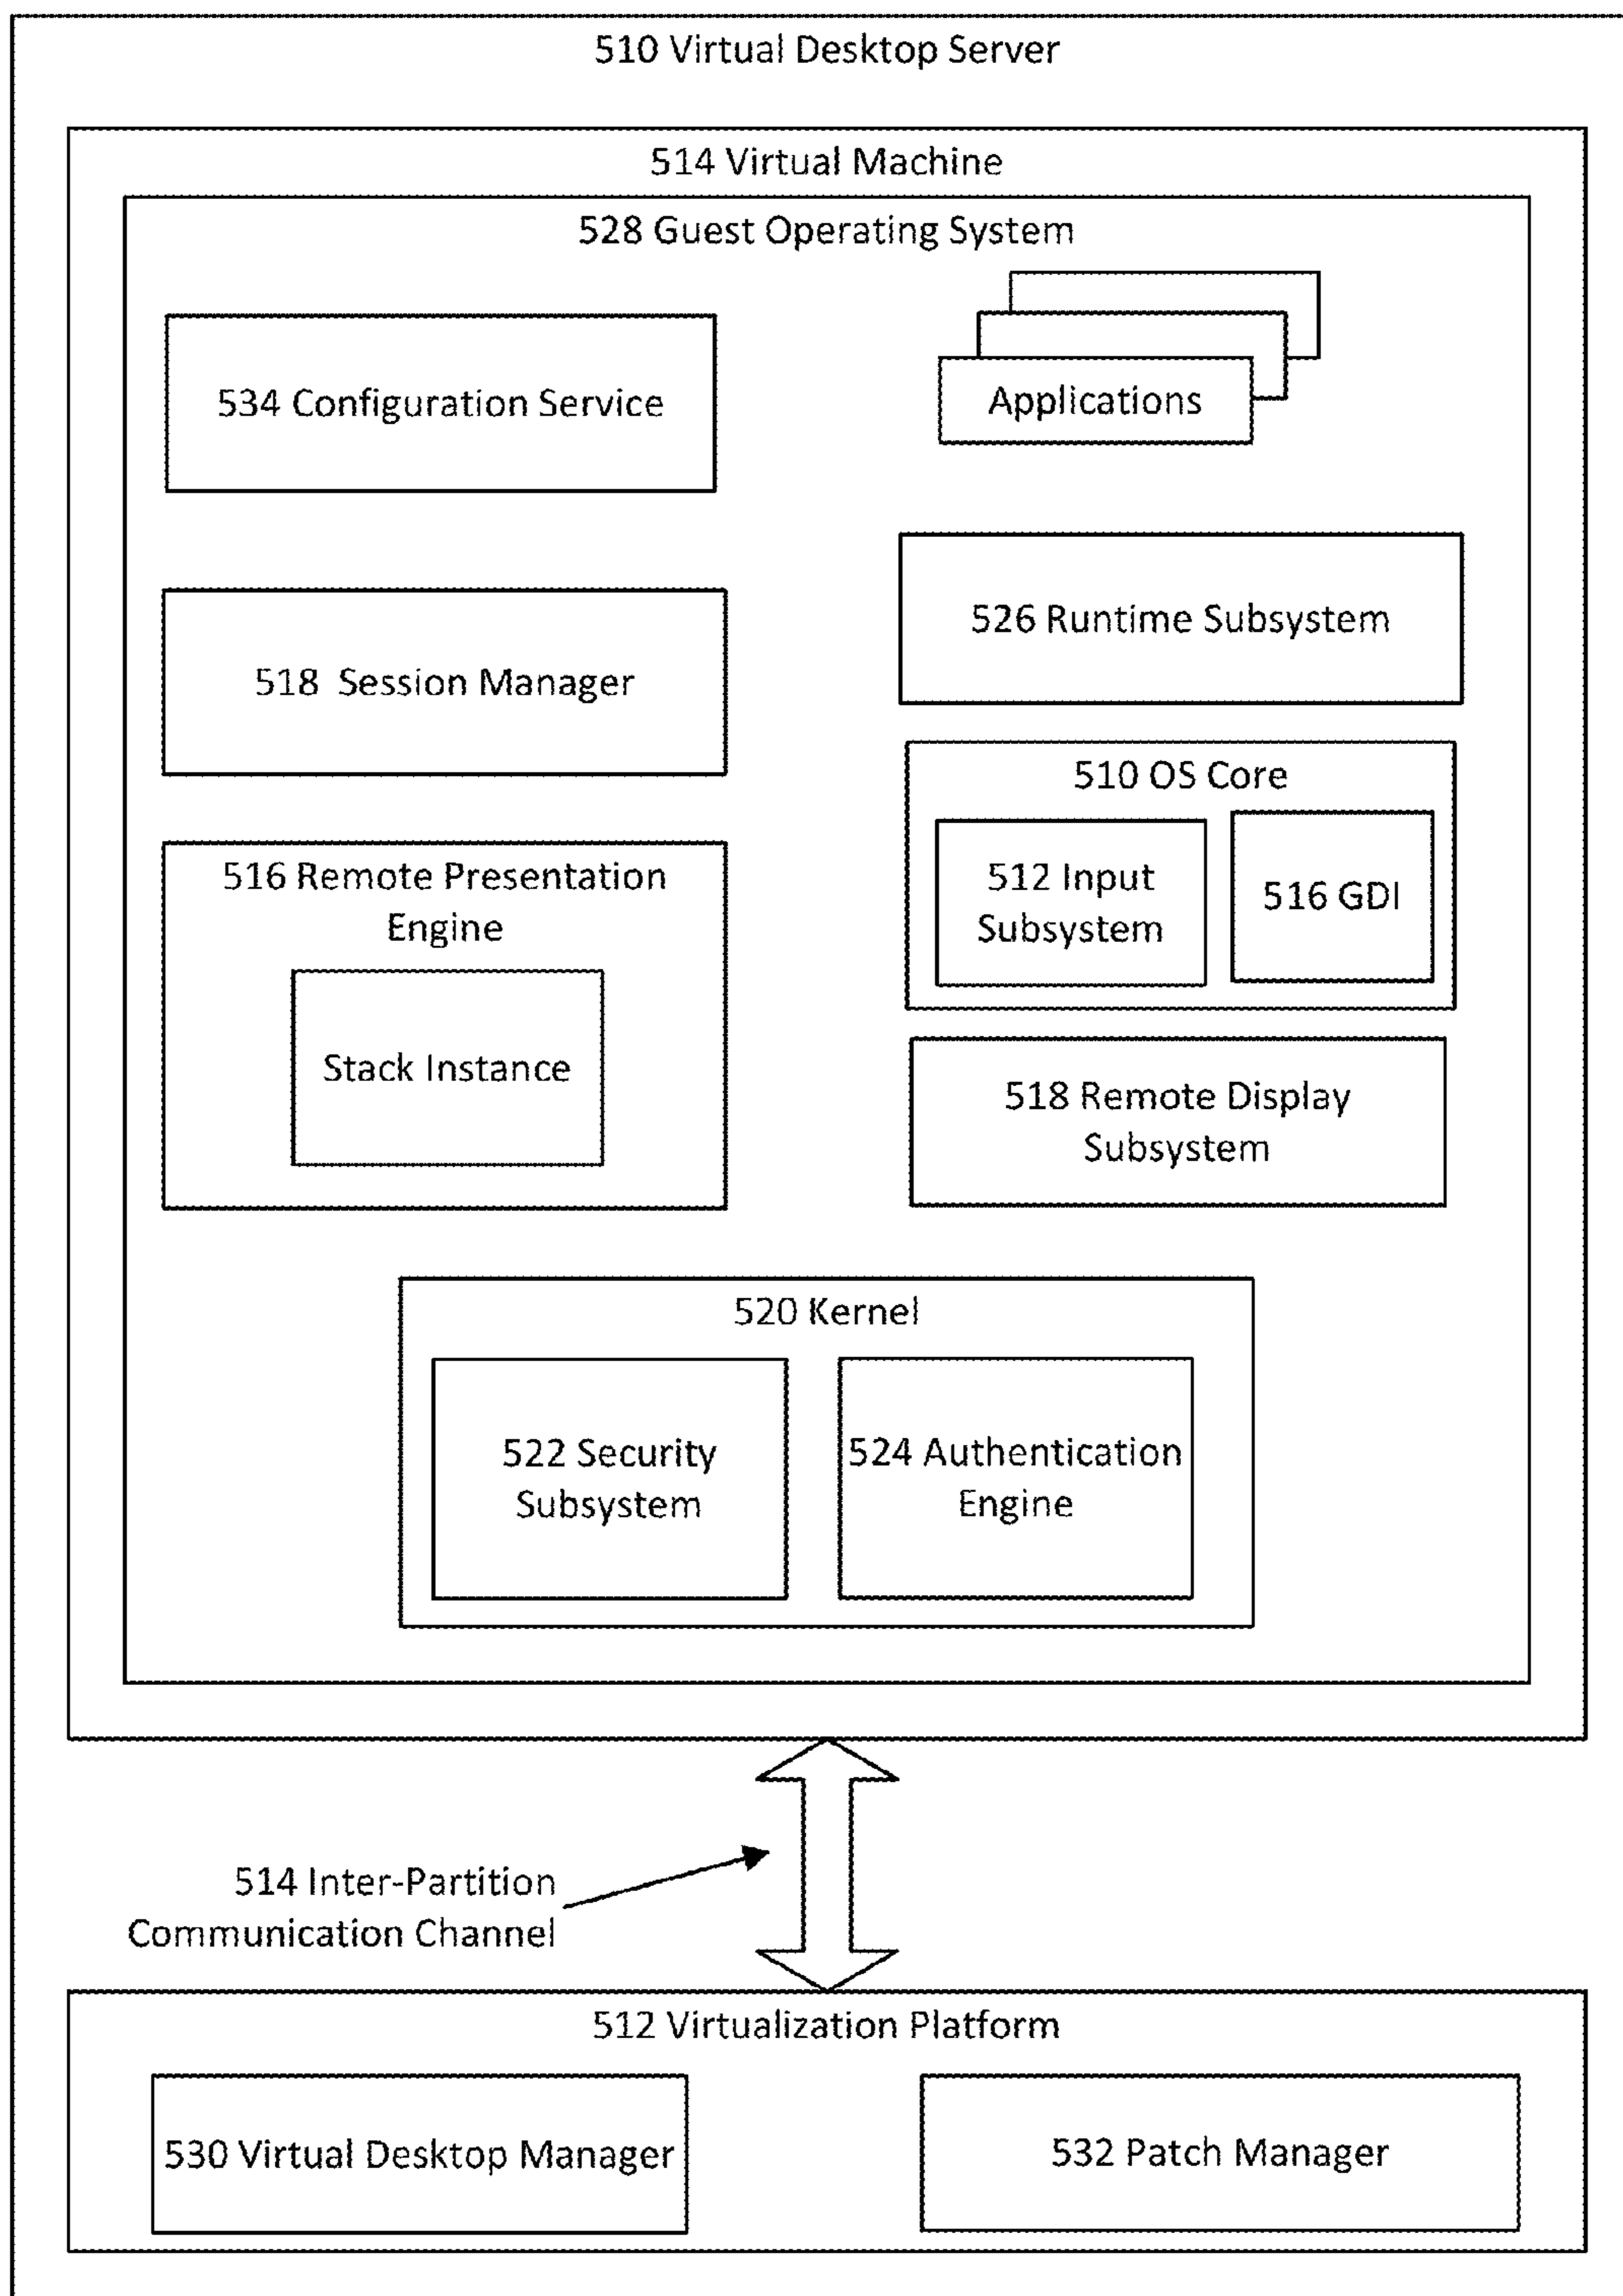 510 Virtual Desktop Server
514 Virtual Machine
528 Guest Operating System
534 Configuration Service
Applications
526 Runtime Subsystem
518 Session Manager
510 OS Core
512 Input
Subsystem
516 GDI
516 Remote Presentation
Engine
Stack Instance
518 Remote Display
Subsystem
520 Kernel
522 Security
Subsystem
524 Authentication
Engine
514 Inter-Partition
Communication Channel
512 Virtualization Platform
530 Virtual Desktop Manager
532 Patch Manager